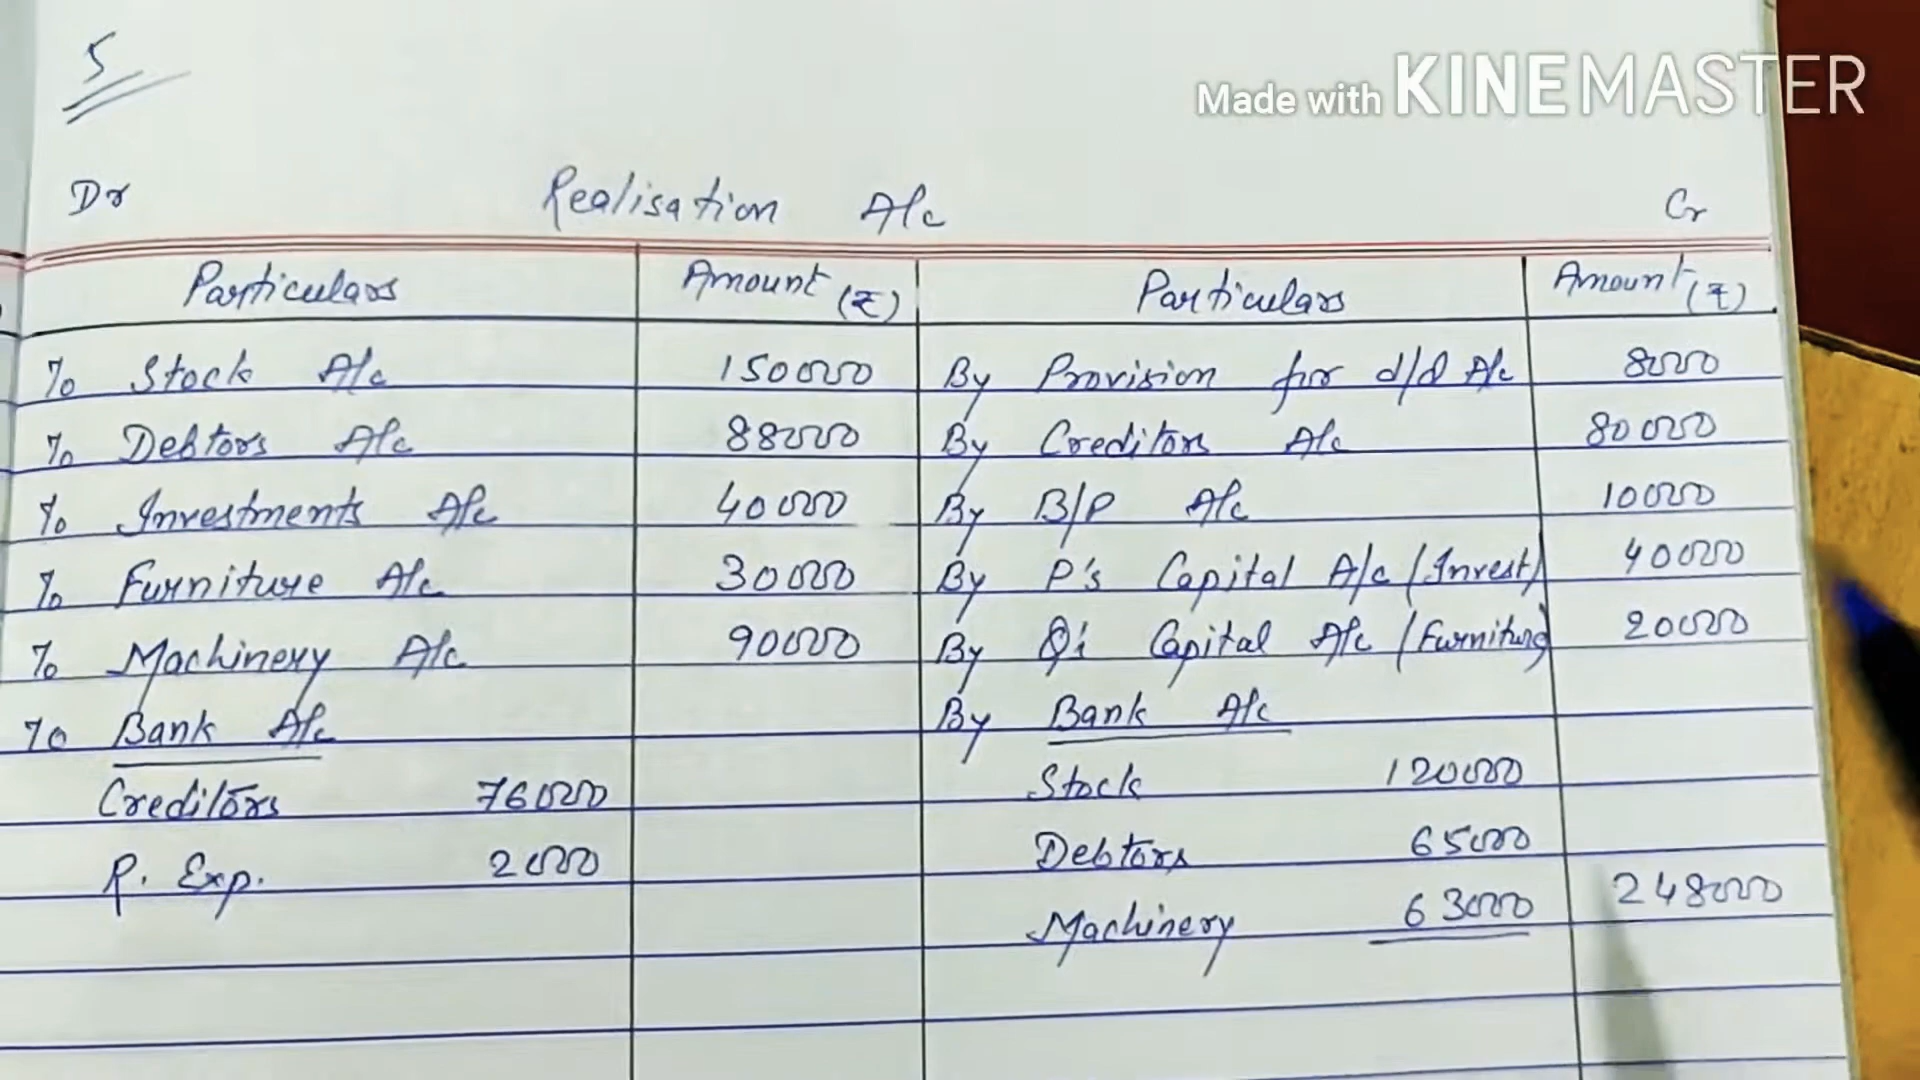 5
Made with KINEMASTER
Dr Realisation A/c Cr
Particulars Amount (₹) Particulars Amount (₹)
To Stock A/c 150000 By Provision for d/d A/c 8000
To Debtors A/c 88000 By Creditors A/c 80000
To Investments A/c 40000 By B/P A/c 10000
To Furniture A/c 30000 By P's Capital A/c (Invest) 40000
To Machinery A/c 90000 By Q's Capital A/c (Furniture) 20000
To Bank A/c By Bank A/c
Creditors 76000 Stock 120000
R. Exp. 2000 Debtors 65000
Machinery 63000 248000